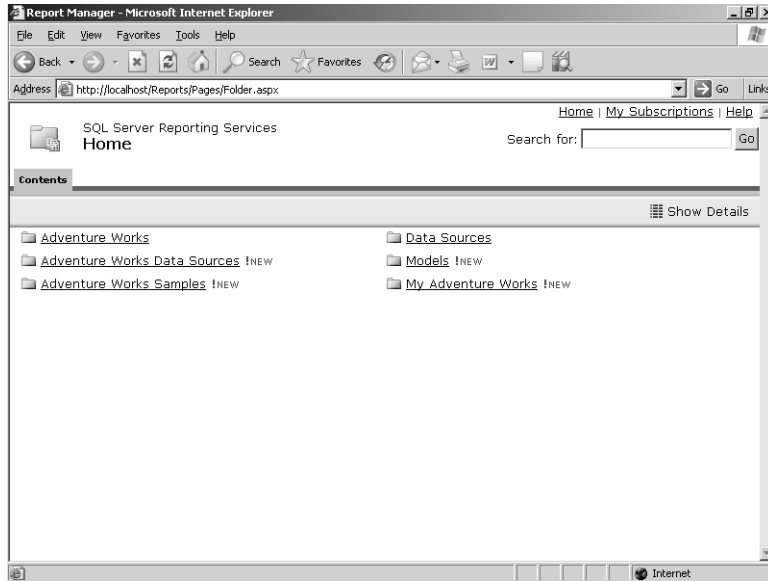 Report Manager - Microsoft Internet Explorer
File Edit View Favorites Tools Help
Back Search Favorites
Address http://localhost/Reports/Pages/Folder.aspx Go Links
Home | My Subscriptions | Help
SQL Server Reporting Services
Home
Search for: Go
Contents
Show Details
Adventure Works Data Sources
Adventure Works Data Sources !NEW Models !NEW
Adventure Works Samples !NEW My Adventure Works !NEW
Internet